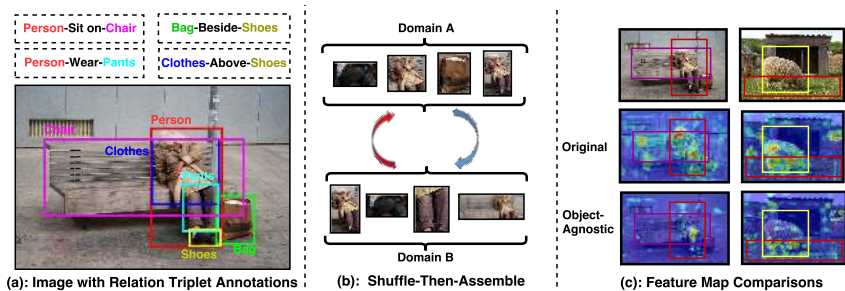 Person-Sit on-Chair
Bag-Beside-Shoes
Person-Wear-Pants
Clothes-Above-Shoes
Person
Chair
Clothes
Pants
Shoes
Bag
(a): Image with Relation Triplet Annotations
Domain A
Domain B
(b): Shuffle-Then-Assemble
Original
Object-
Agnostic
(c): Feature Map Comparisons